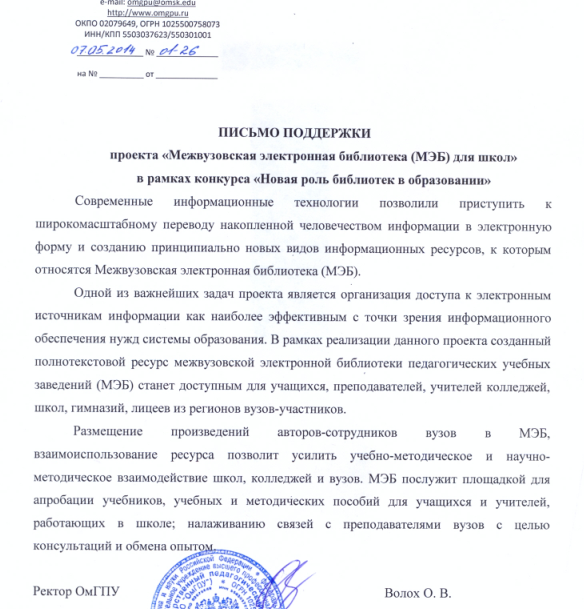 e-mail: omgpu@omsk.edu
http://www.omgpu.ru
ОКПО 02079649, ОГРН 1025500758073
ИНН/КПП 5503037623/550301001
07.05.2014 № 01-26
на № ________ от ________
ПИСЬМО ПОДДЕРЖКИ
проекта «Межвузовская электронная библиотека (МЭБ) для школ»
в рамках конкурса «Новая роль библиотек в образовании»
Современные информационные технологии позволили приступить к
широкомасштабному переводу накопленной человечеством информации в электронную
форму и созданию принципиально новых видов информационных ресурсов, к которым
относятся Межвузовская электронная библиотека (МЭБ).
Одной из важнейших задач проекта является организация доступа к электронным
источникам информации как наиболее эффективным с точки зрения информационного
обеспечения нужд системы образования. В рамках реализации данного проекта созданный
полнотекстовой ресурс межвузовской электронной библиотеки педагогических учебных
заведений (МЭБ) станет доступным для учащихся, преподавателей, учителей колледжей,
школ, гимназий, лицеев из регионов вузов-участников.
Размещение произведений авторов-сотрудников вузов в МЭБ,
взаимоиспользование ресурса позволит усилить учебно-методическое и научно-
методическое взаимодействие школ, колледжей и вузов. МЭБ послужит площадкой для
апробации учебников, учебных и методических пособий для учащихся и учителей,
работающих в школе; налаживанию связей с преподавателями вузов с целью
консультаций и обмена опытом.
Ректор ОмГПУ Волох О. В.